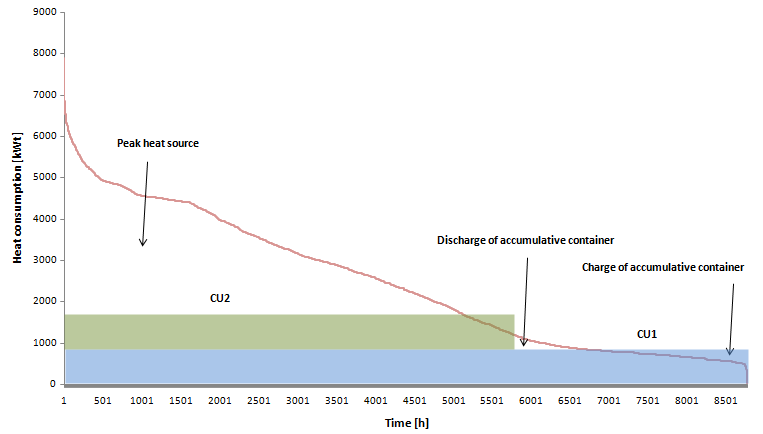 9000
8000
7000
6000
5000
4000
3000
2000
1000
0
Heat consumption [kWt]
Peak heat source
Discharge of accumulative container
Charge of accumulative container
CU2
CU1
1 501 1001 1501 2001 2501 3001 3501 4001 4501 5001 5501 6001 6501 7001 7501 8001 8501
Time [h]